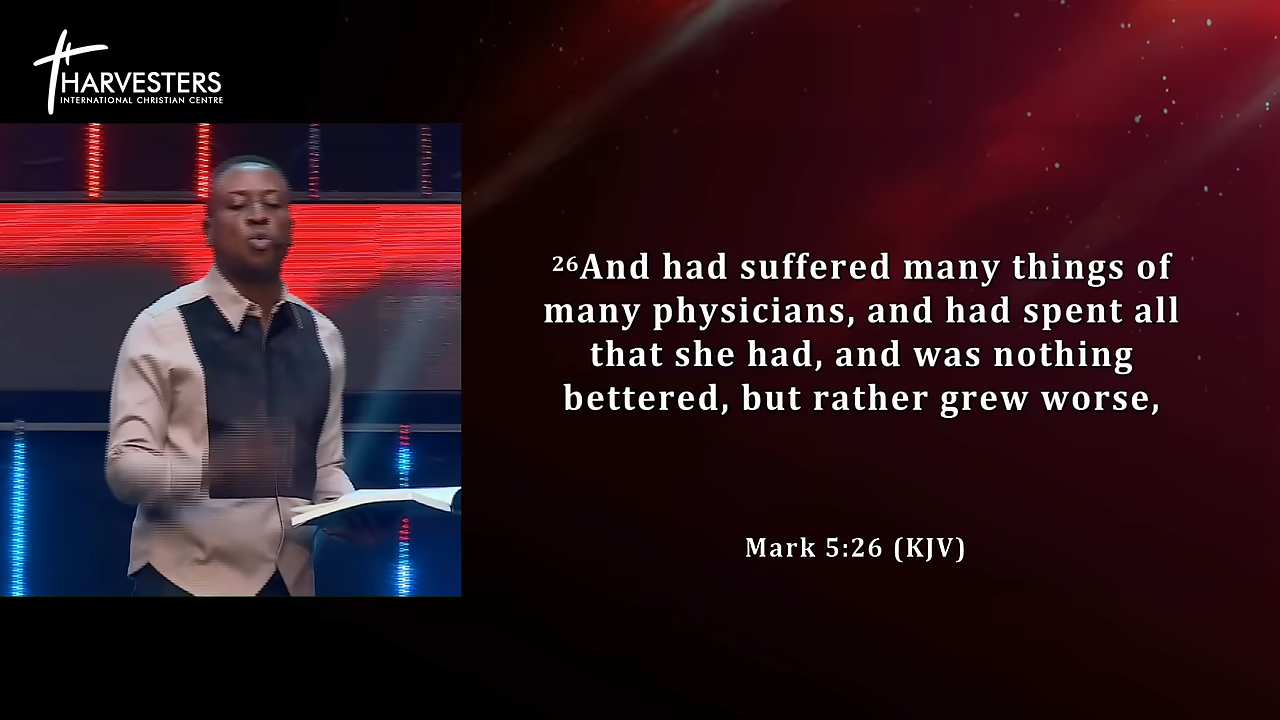 HARVESTERS
INTERNATIONAL CHRISTIAN CENTRE
26And had suffered many things of
many physicians, and had spent all
that she had, and was nothing
bettered, but rather grew worse,
Mark 5:26 (KJV)